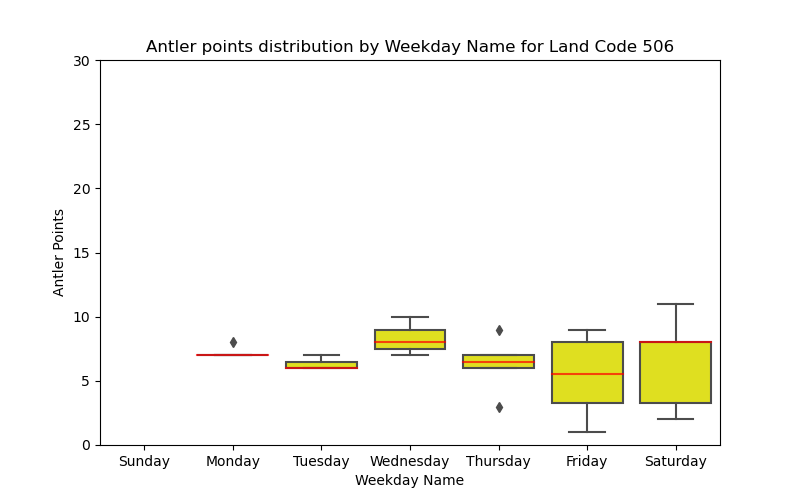 Antler points distribution by Weekday Name for Land Code 506
30
25
20
15
10
5
0
Antler Points
Sunday Monday Tuesday Wednesday Thursday Friday Saturday
Weekday Name